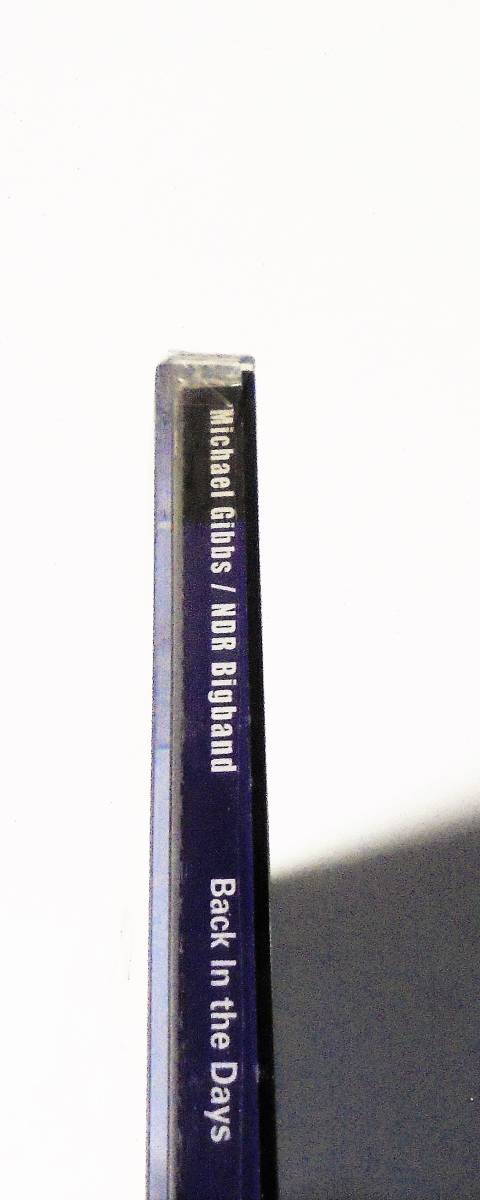 Michael Gibbs / NDR Bigband
Back In the Days